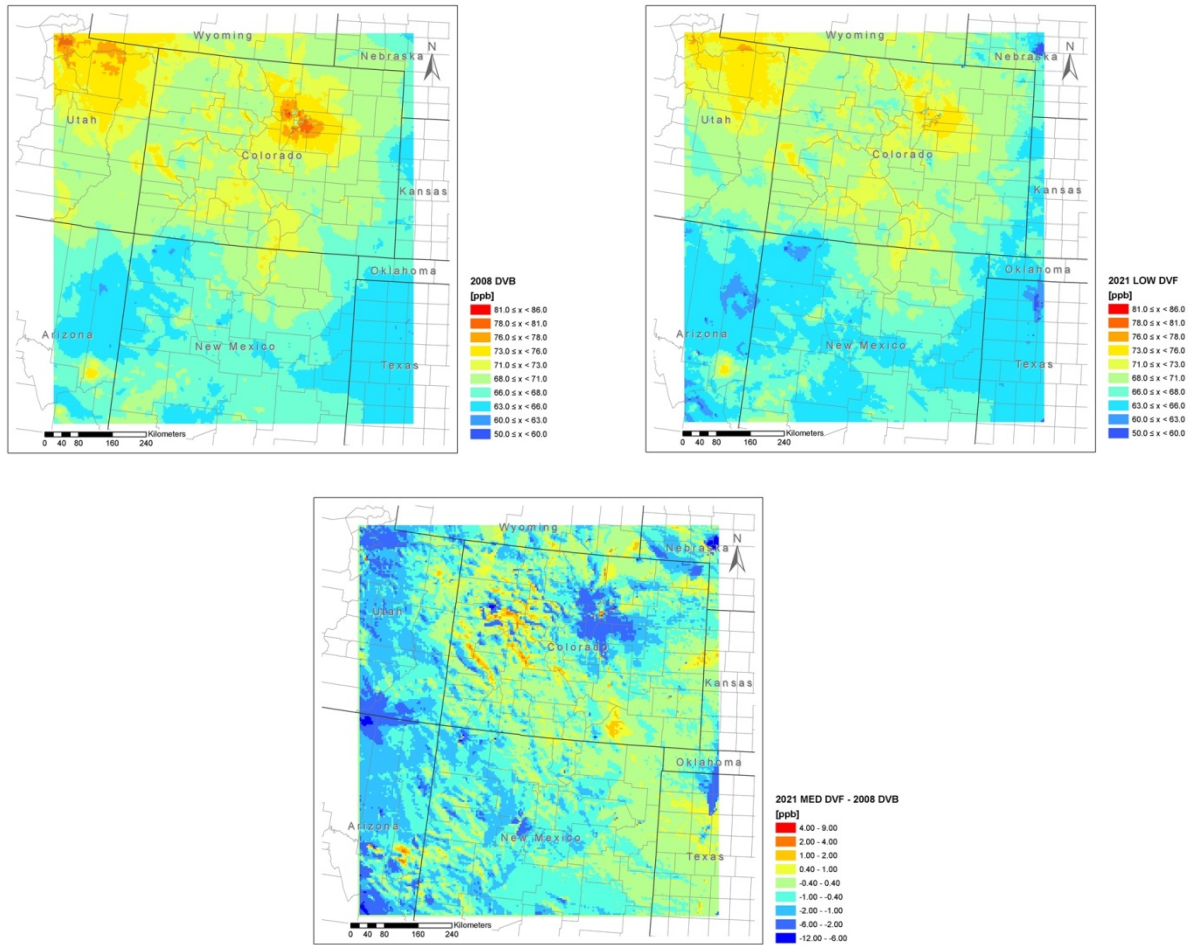 Wyoming
Nebraska
N
Utah
Colorado
Kansas
Oklahoma
Arizona
New Mexico
Texas
Kilometers
0 40 80 160 240
2008 DVB
[ppb]
81.0 ≤ x < 86.0
78.0 ≤ x < 81.0
76.0 ≤ x < 78.0
73.0 ≤ x < 76.0
71.0 ≤ x < 73.0
68.0 ≤ x < 71.0
66.0 ≤ x < 68.0
63.0 ≤ x < 66.0
60.0 ≤ x < 63.0
50.0 ≤ x < 60.0
Wyoming
Nebraska
N
Utah
Colorado
Kansas
Oklahoma
Arizona
New Mexico
Texas
Kilometers
0 40 80 160 240
2021 LOW DVF
[ppb]
81.0 ≤ x < 86.0
78.0 ≤ x < 81.0
76.0 ≤ x < 78.0
73.0 ≤ x < 76.0
71.0 ≤ x < 73.0
68.0 ≤ x < 71.0
66.0 ≤ x < 68.0
63.0 ≤ x < 66.0
60.0 ≤ x < 63.0
50.0 ≤ x < 60.0
Wyoming
Nebraska
N
Utah
Colorado
Kansas
Oklahoma
Arizona
New Mexico
Texas
Kilometers
0 40 80 160 240
2021 MED DVF - 2008 DVB
[ppb]
4.00 - 9.00
2.00 - 4.00
1.00 - 2.00
0.40 - 1.00
-0.40 - 0.40
-1.00 - -0.40
-2.00 - -1.00
-6.00 - -2.00
-12.00 - -6.00